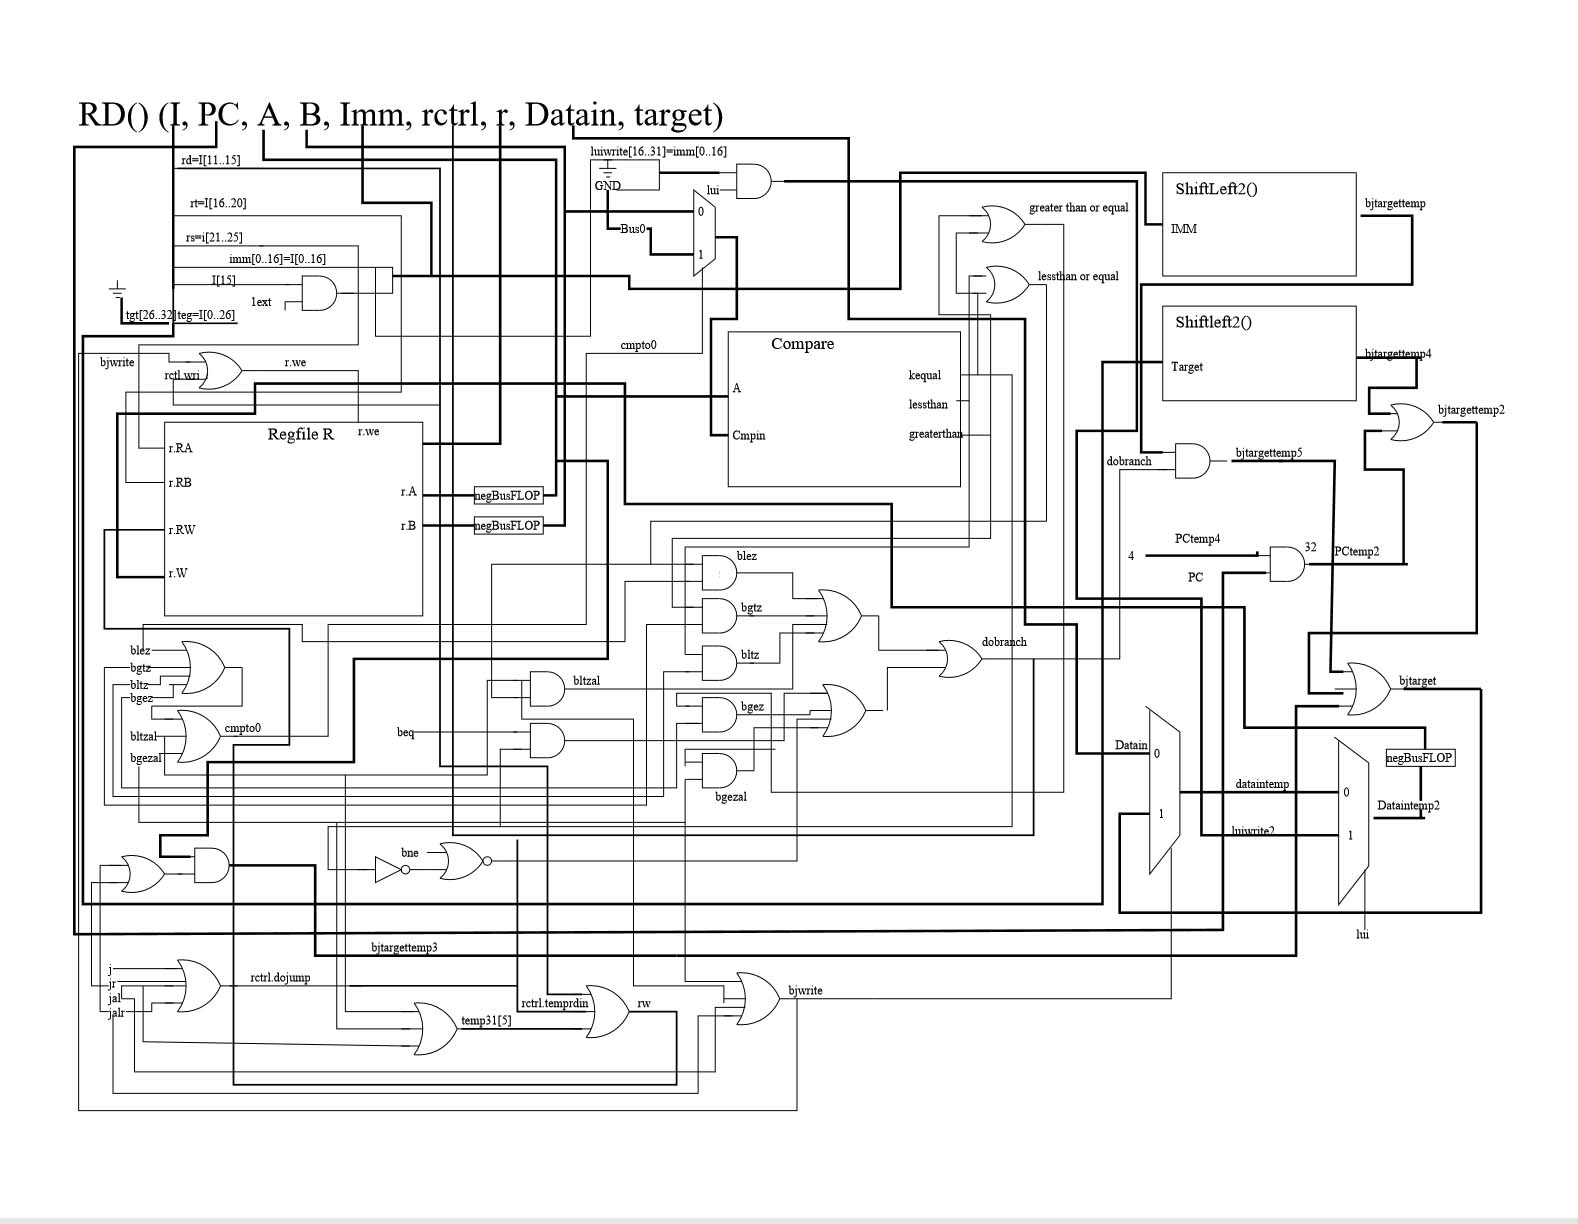 RD() (I, PC, A, B, Imm, rctrl, r, Datain, target)
luiwrite[16..31]=imm[0..16]
rd=I[11..15]
GND
lui
ShiftLeft2()
IMM
bjtargettemp
rt=I[16..20]
0
Bus0
1
greater than or equal
rs=i[21..25]
imm[0..16]=I[0..16]
I[15]
1ext
lessthan or equal
tgt[26..32]teg=I[0..26]
Shiftleft2()
Target
bjtargettemp4
cmpto0
Compare
bjwrite
r.we
rctl.wri
kequal
A
lessthan
Cmpin
greaterthan
bjtargettemp2
Regfile R
r.we
r.RA
r.RB
r.A
negBusFLOP
r.B
negBusFLOP
r.RW
r.W
dobranch
bjtargettemp5
PCtemp4
32
PCtemp2
4
PC
blez
bgtz
bltz
dobranch
blez
bgtz
bltz
bgez
bltzal
bgez
bjtarget
bltzal
cmpto0
beq
bgezal
bgezal
Datain
0
negBusFLOP
dataintemp
0
Dataintemp2
1
luiwrite2
1
bne
lui
bjtargettemp3
j
jr
jal
jalr
rctrl.dojump
rctrl.temprdin
rw
temp31[5]
bjwrite